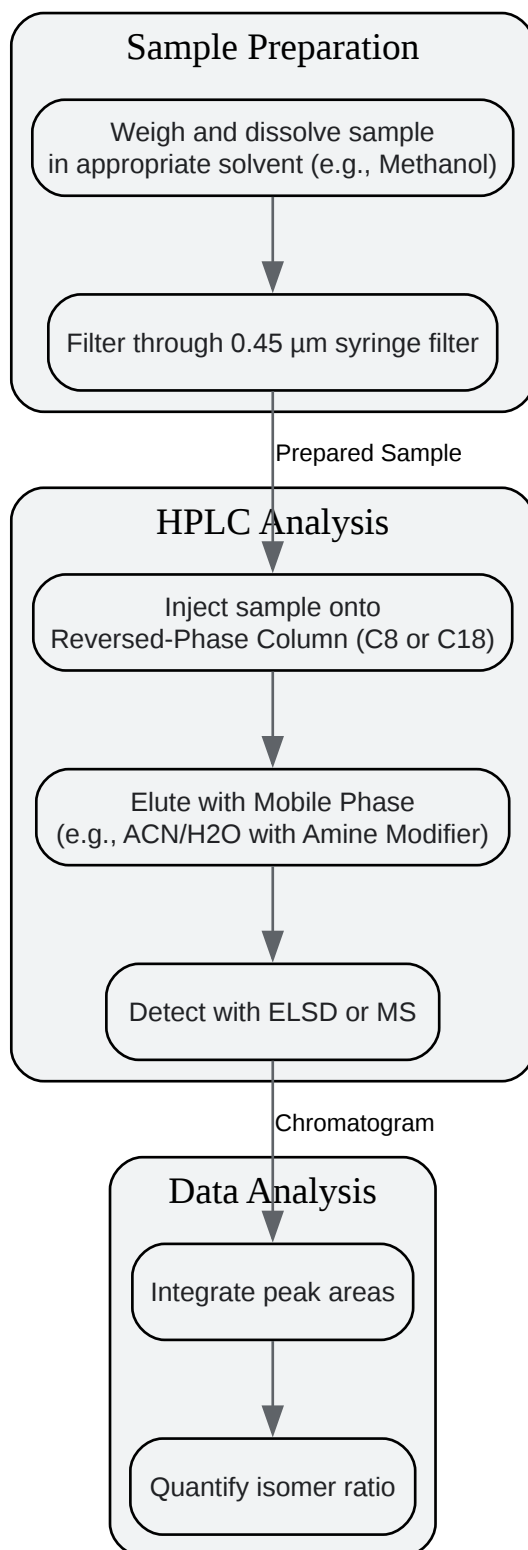 Sample Preparation
Weigh and dissolve sample
in appropriate solvent (e.g., Methanol)
Filter through 0.45 µm syringe filter
Prepared Sample
HPLC Analysis
Inject sample onto
Reversed-Phase Column (C8 or C18)
Elute with Mobile Phase
(e.g., ACN/H2O with Amine Modifier)
Detect with ELSD or MS
Chromatogram
Data Analysis
Integrate peak areas
Quantify isomer ratio